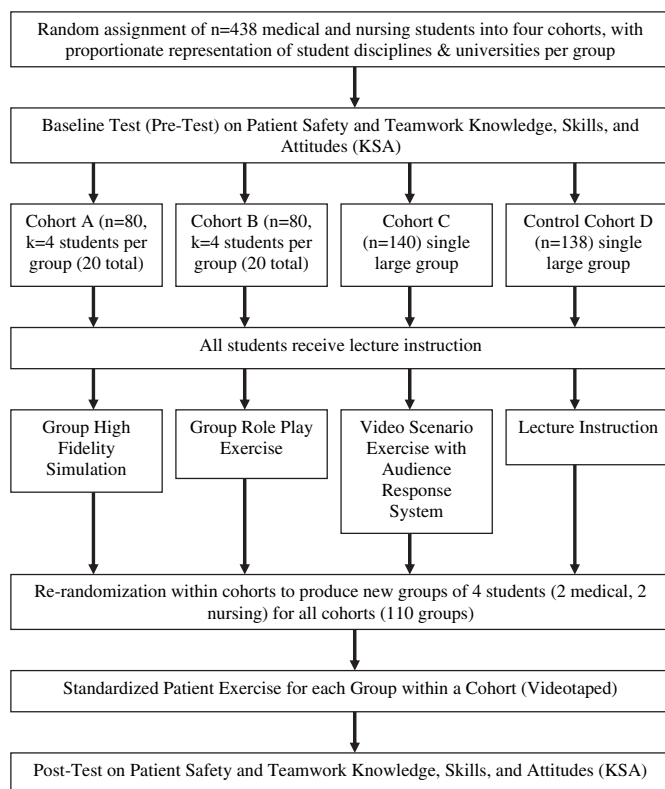 Random assignment of n=438 medical and nursing students into four cohorts, with
proportionate representation of student disciplines & universities per group
Baseline Test (Pre-Test) on Patient Safety and Teamwork Knowledge, Skills, and
Attitudes (KSA)
Cohort A (n=80,
k=4 students per
group (20 total)
Cohort B (n=80,
k=4 students per
group (20 total)
Cohort C
(n=140) single
large group
Control Cohort D
(n=138) single
large group
All students receive lecture instruction
Group High
Fidelity
Simulation
Group Role Play
Exercise
Video Scenario
Exercise with
Audience
Response
System
Lecture Instruction
Re-randomization within cohorts to produce new groups of 4 students (2 medical, 2
nursing) for all cohorts (110 groups)
Standardized Patient Exercise for each Group within a Cohort (Videotaped)
Post-Test on Patient Safety and Teamwork Knowledge, Skills, and Attitudes (KSA)